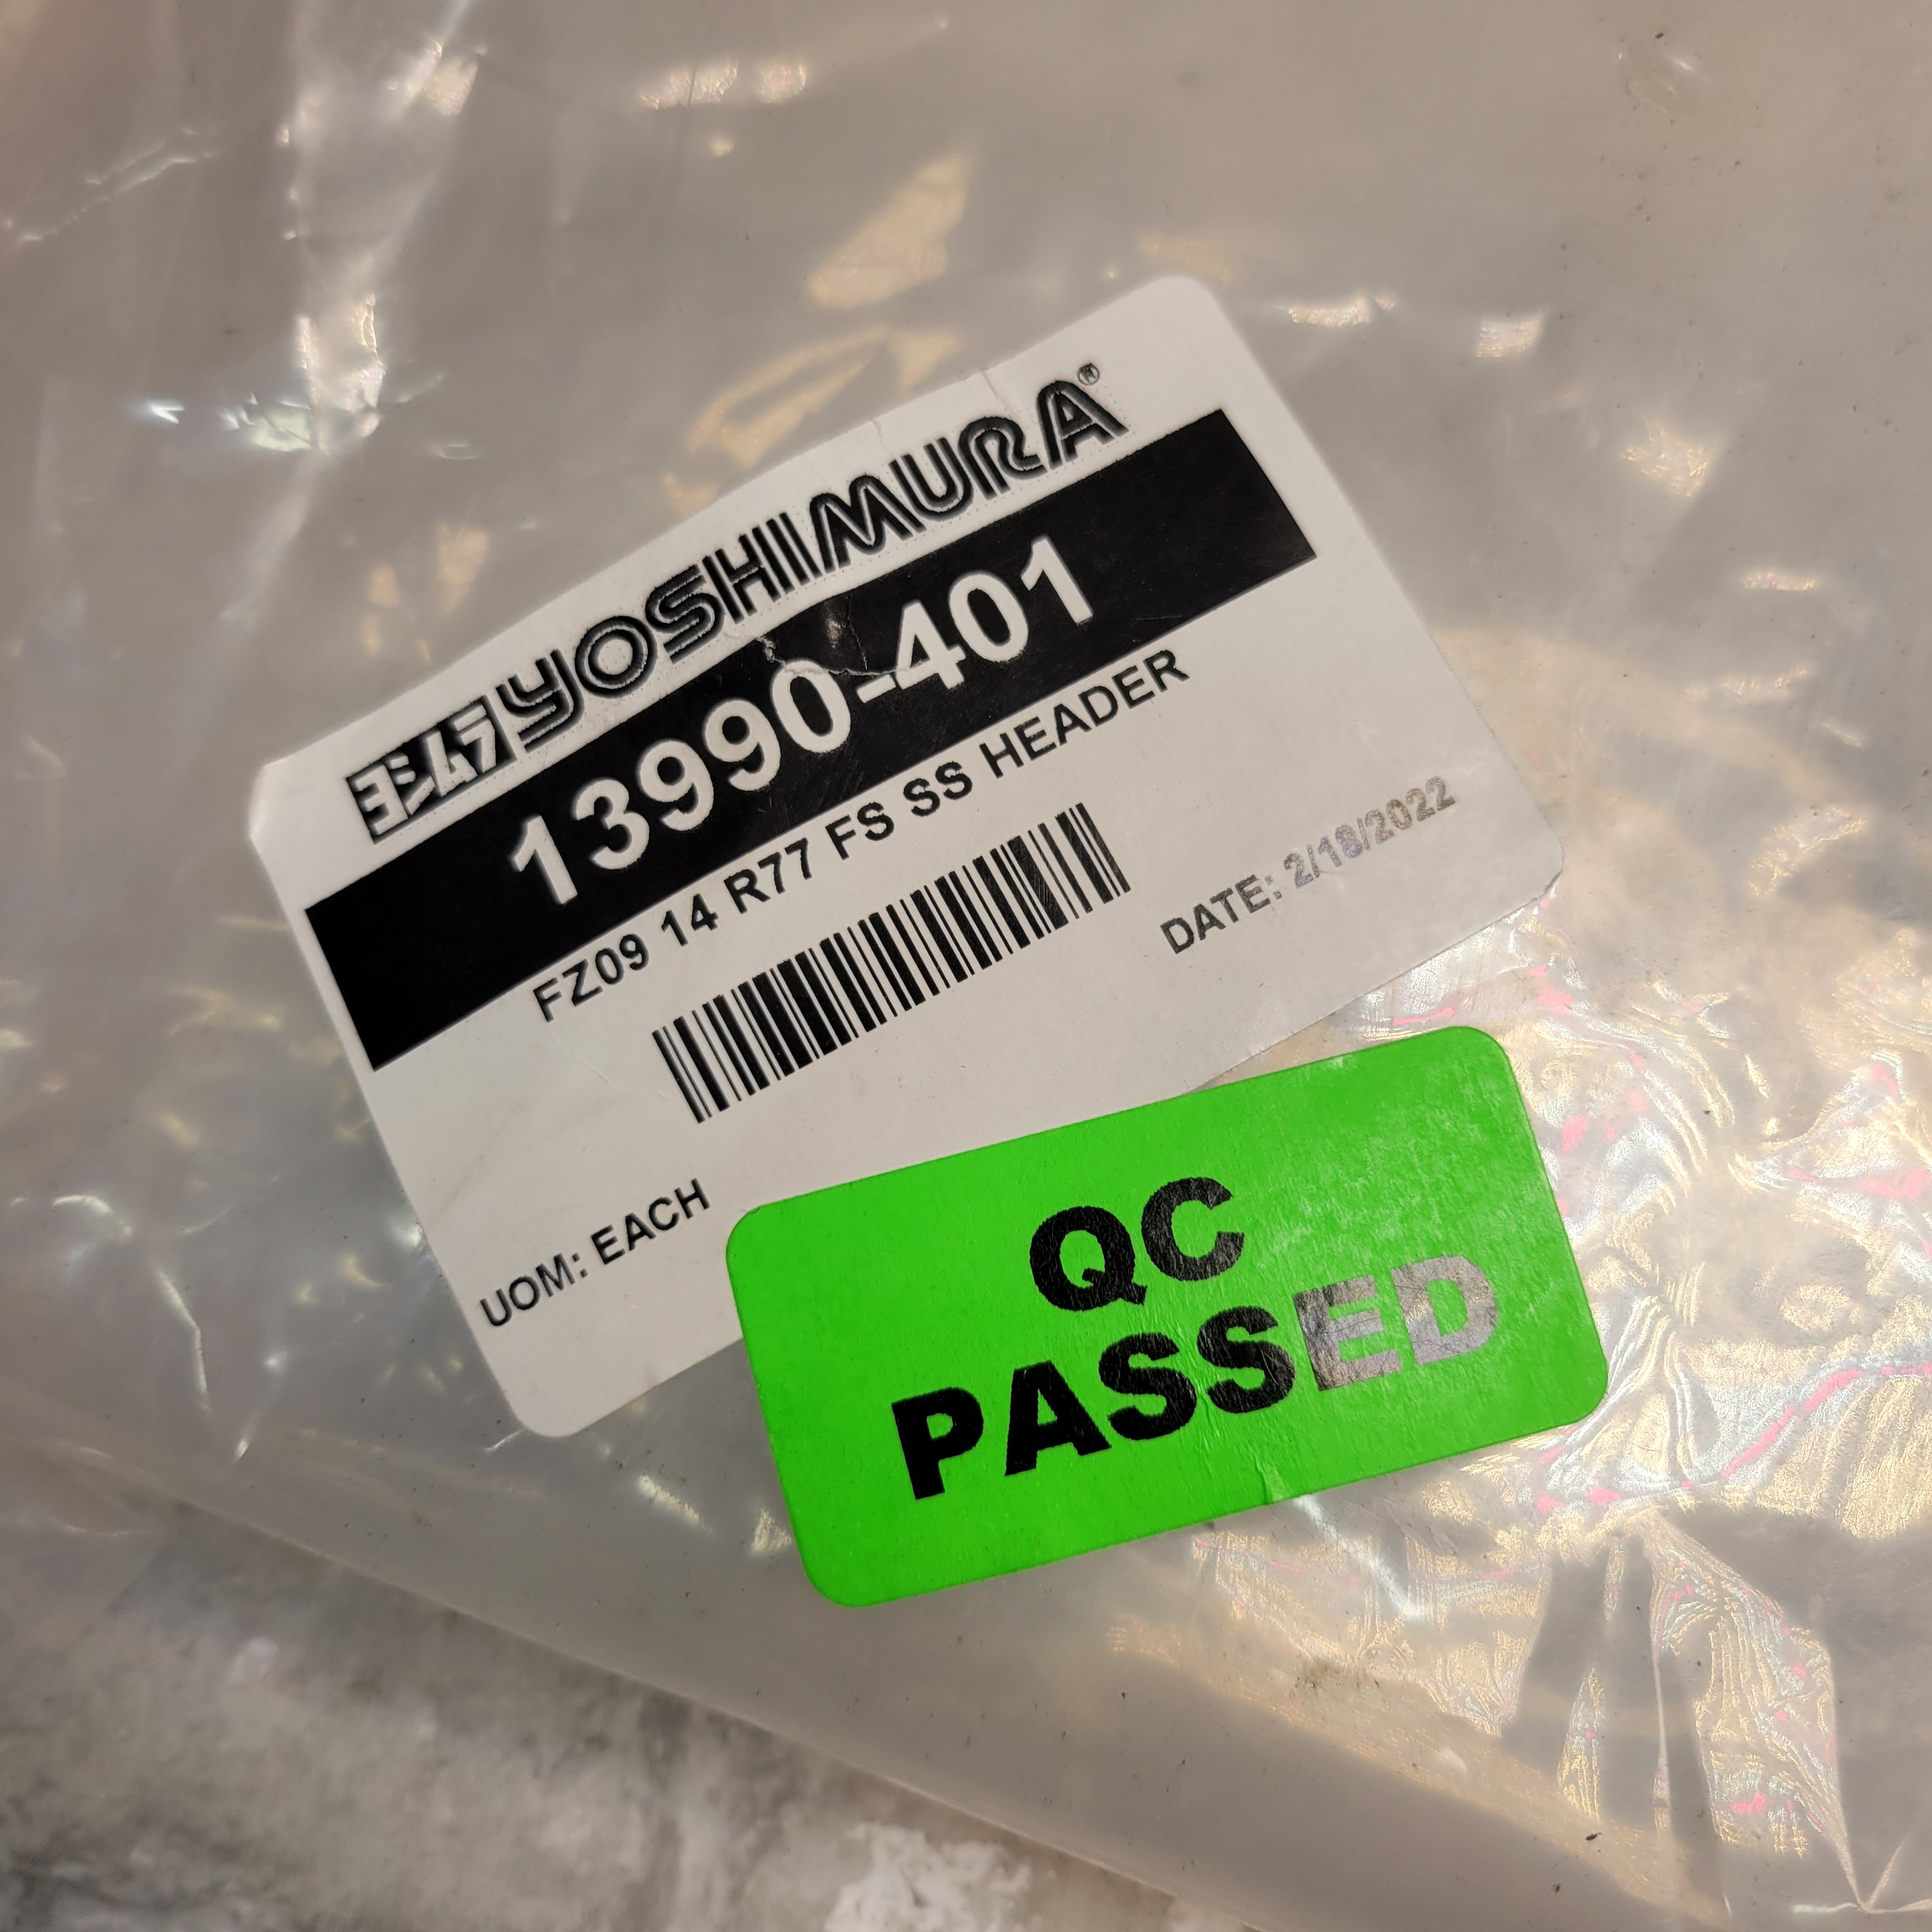 ヨシムラ YOSHIMURA®
13990-401
FZ09 14 R77 FS SS HEADER
DATE: 2/18/2022
UOM: EACH
QC
PASSED